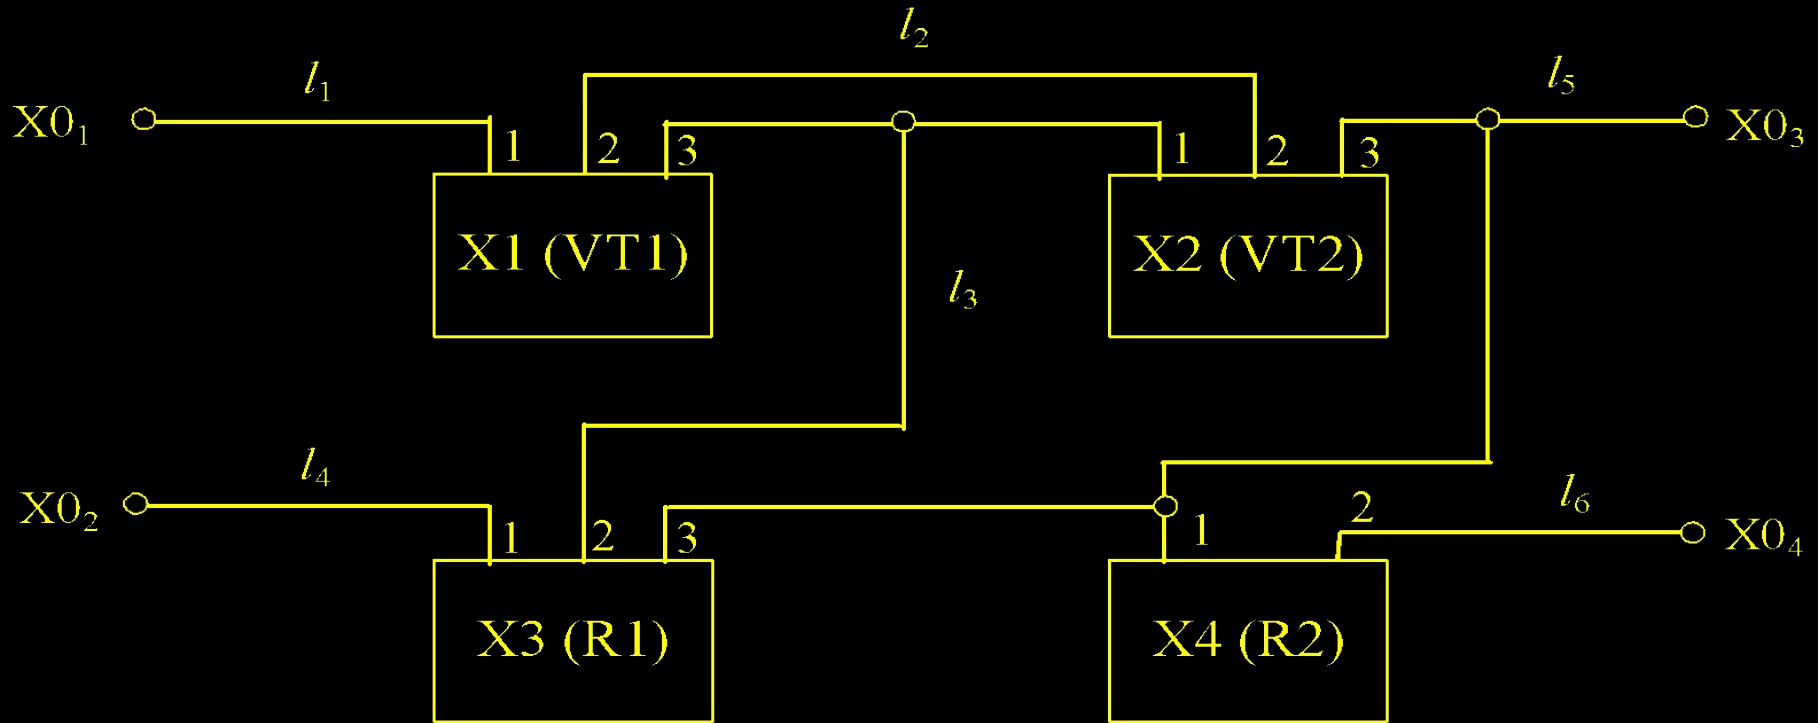 l₂
l₁
l₅
X0₁
X0₃
1 2 3
1 2 3
X1 (VT1)
X2 (VT2)
l₃
l₄
l₆
X0₂
X0₄
1 2 3
1 2
X3 (R1)
X4 (R2)